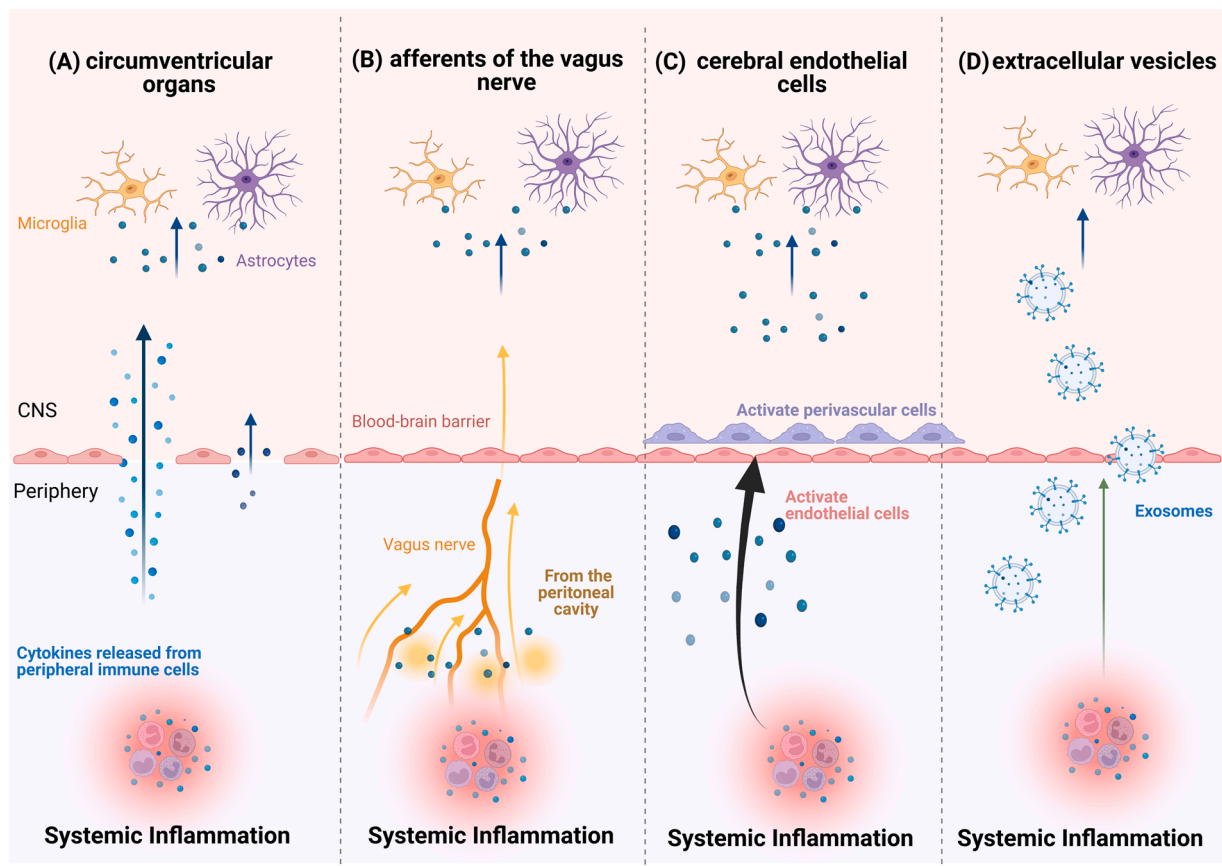 (A) circumventricular
organs
Microglia
Astrocytes
CNS
Periphery
Cytokines released from
peripheral immune cells
Systemic Inflammation
(B) afferents of the vagus
nerve
Blood-brain barrier
Vagus nerve
From the
peritoneal
cavity
Systemic Inflammation
(C) cerebral endothelial
cells
Activate perivascular cells
Activate
endothelial cells
Systemic Inflammation
(D) extracellular vesicles
Exosomes
Systemic Inflammation